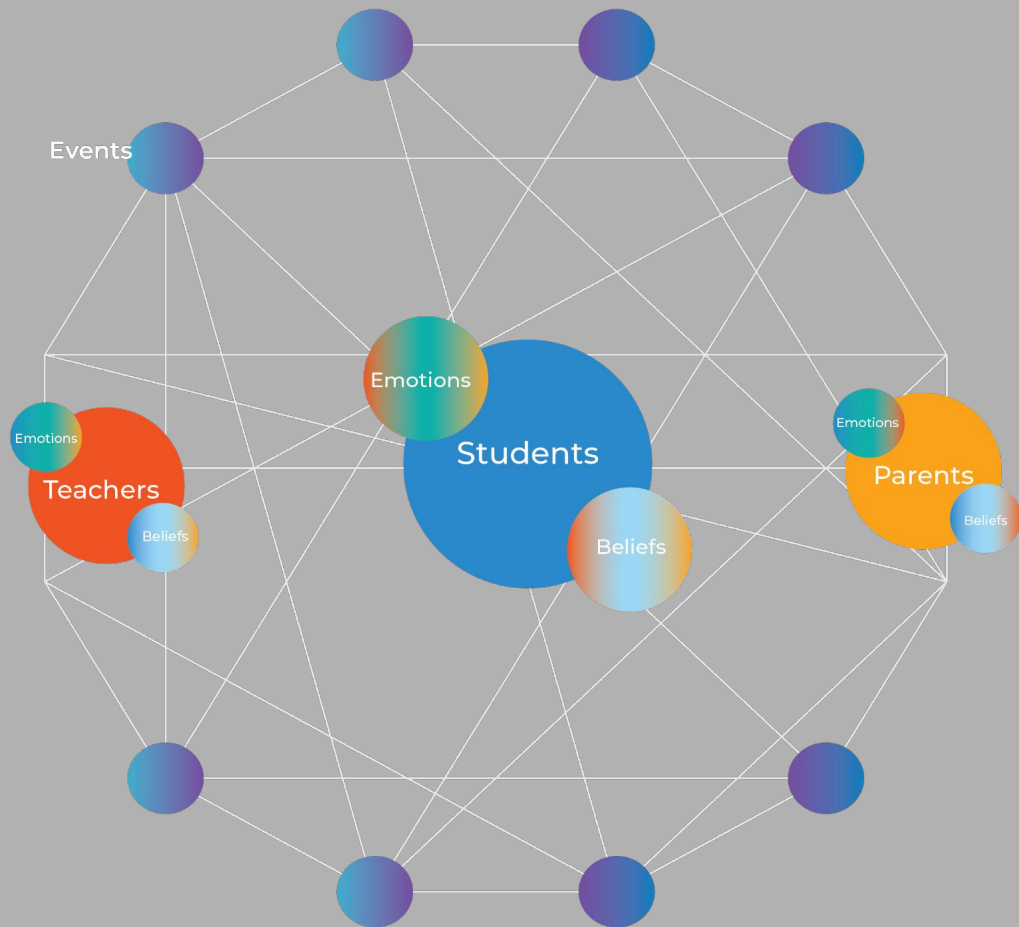 Events
Emotions
Students
Beliefs
Emotions
Teachers
Beliefs
Emotions
Parents
Beliefs